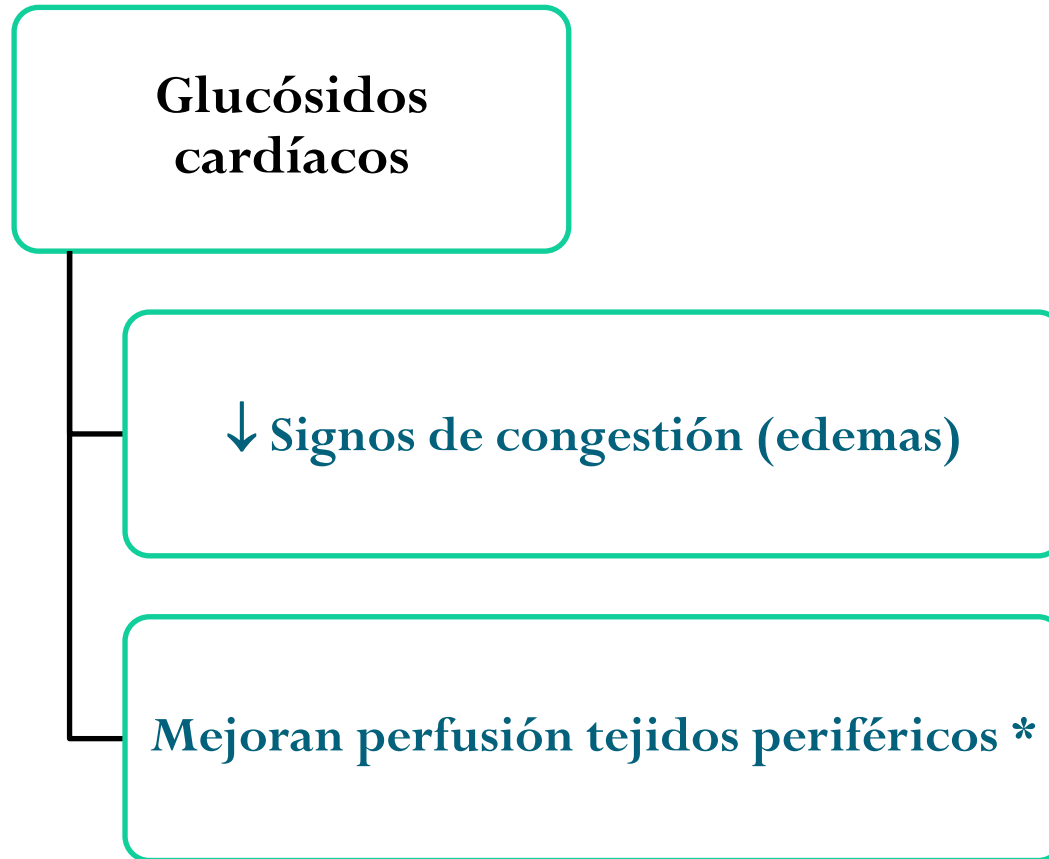 Glucósidos
cardíacos
↓ Signos de congestión (edemas)
Mejoran perfusión tejidos periféricos *